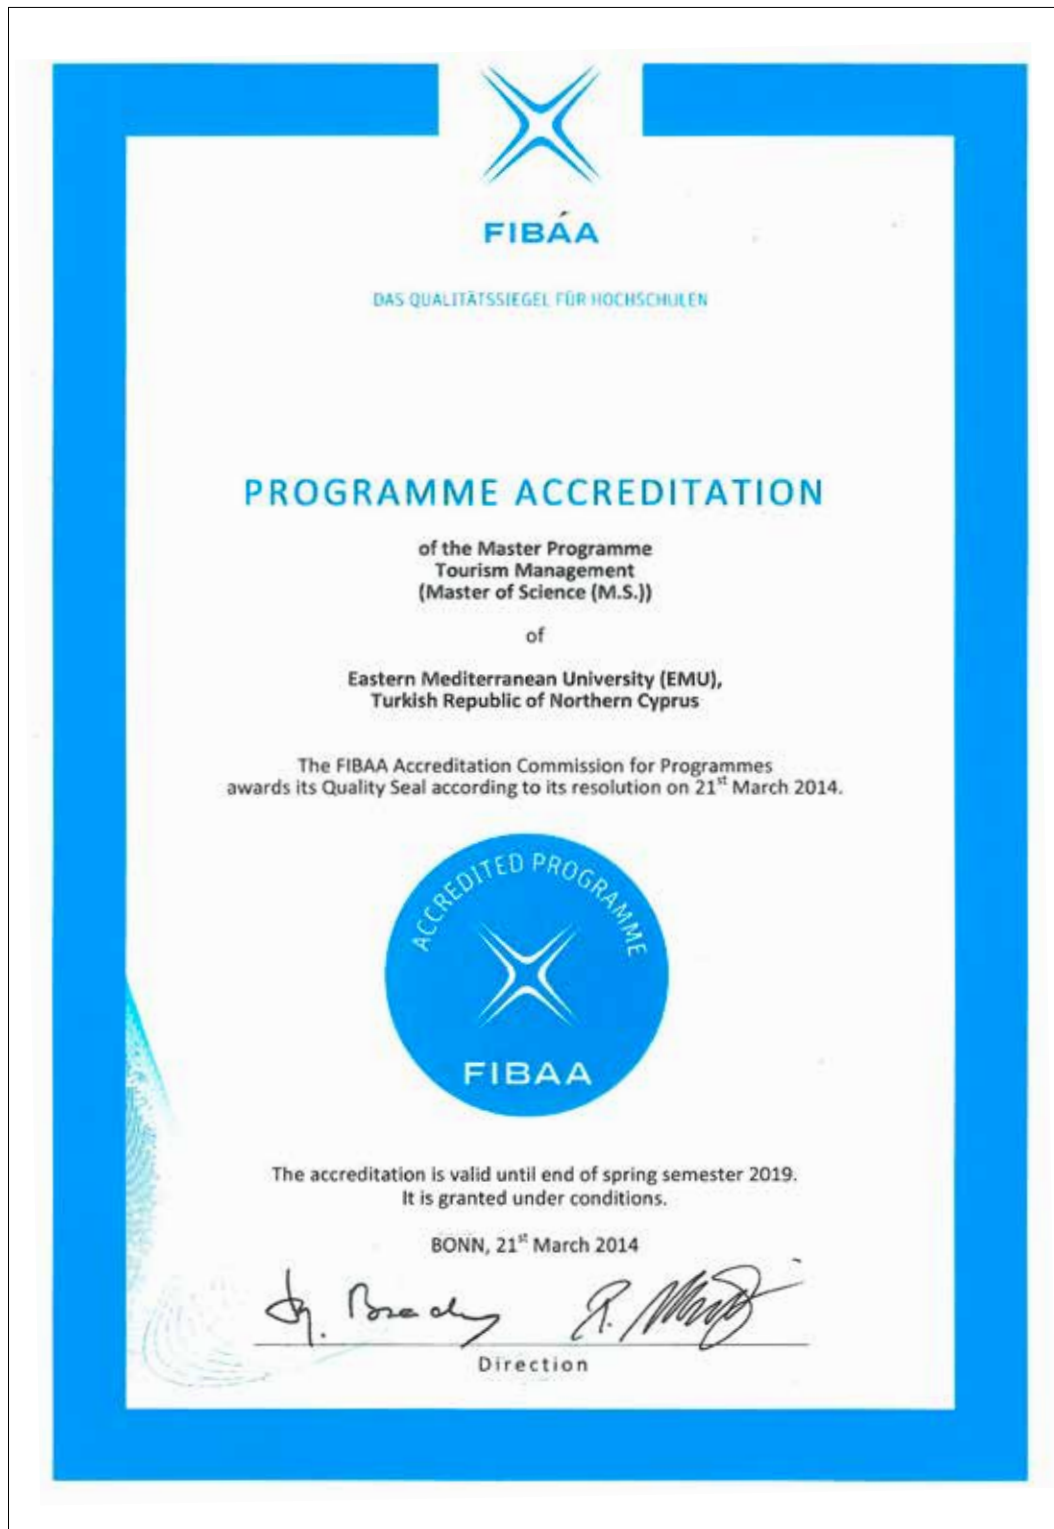 FIBAA
DAS QUALITÄTSSIEGEL FÜR HOCHSCHULEN
PROGRAMME ACCREDITATION
of the Master Programme
Tourism Management
(Master of Science (M.S.))
of
Eastern Mediterranean University (EMU),
Turkish Republic of Northern Cyprus
The FIBAA Accreditation Commission for Programmes
awards its Quality Seal according to its resolution on 21st March 2014.
ACCREDITED PROGRAMME
FIBAA
The accreditation is valid until end of spring semester 2019.
It is granted under conditions.
BONN, 21st March 2014
Direction